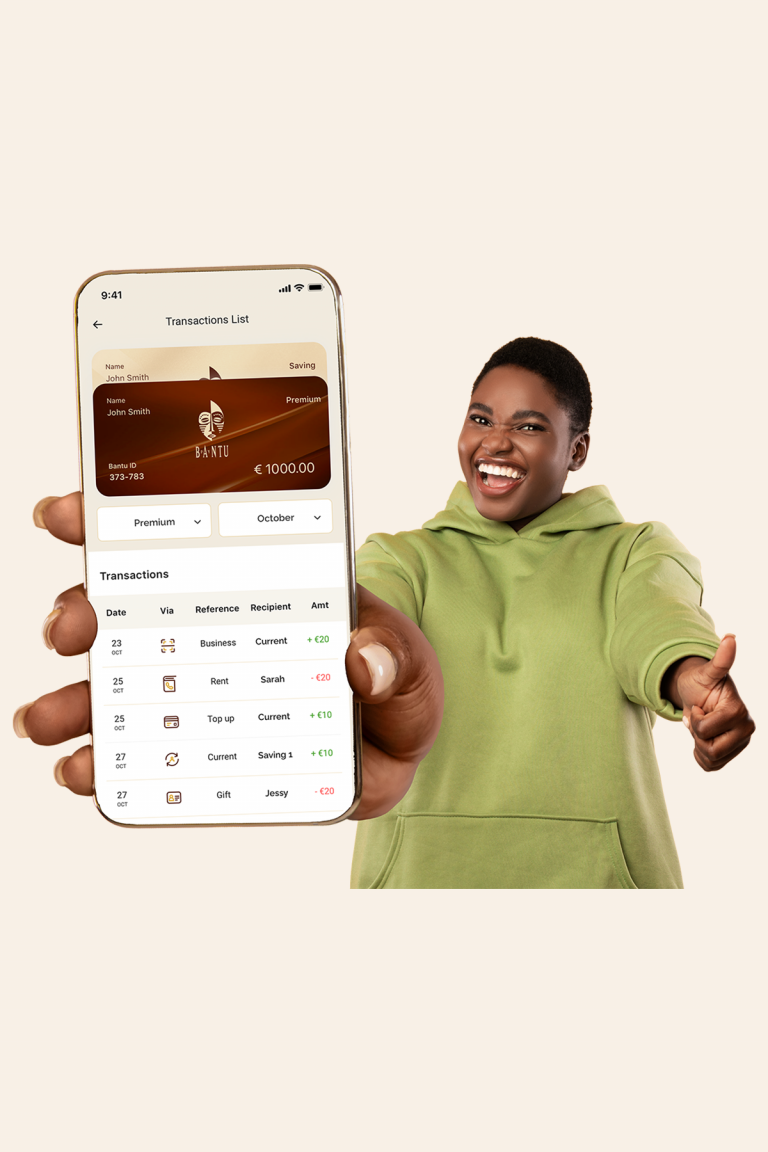 9:41
Transactions List
Name
John Smith
Saving
Name
John Smith
Premium
BANTU
Bantu ID
373-783
€ 1000.00
Premium
October
Transactions
Date Via Reference Recipient Amt
23 OCT Business Current + €20
25 OCT Rent Sarah - €20
25 OCT Top up Current + €10
27 OCT Current Saving 1 + €10
27 OCT Gift Jessy - €20